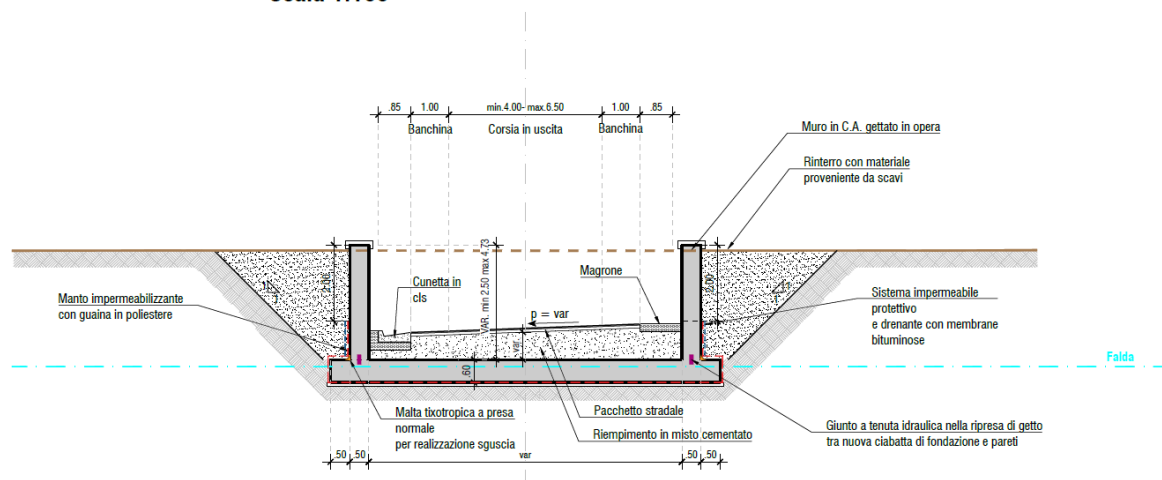 .85
1.00
min.4.00- max.6.50
1.00
.85
Banchina
Corsia in uscita
Banchina
Muro in C.A. gettato in opera
Rinterro con materiale
proveniente da scavi
VAR. min 2.50 max 4.73
2.00
Cunetta in
cls
Magrone
p = var
var.
Manto impermeabilizzante
con guaina in poliestere
Sistema impermeabile
protettivo
e drenante con membrane
bituminose
Falda
.60
Malta tixotropica a presa
normale
per realizzazione sguscia
Pacchetto stradale
Riempimento in misto cementato
Giunto a tenuta idraulica nella ripresa di getto
tra nuova ciabatta di fondazione e pareti
.50
.50
var
.50
.50